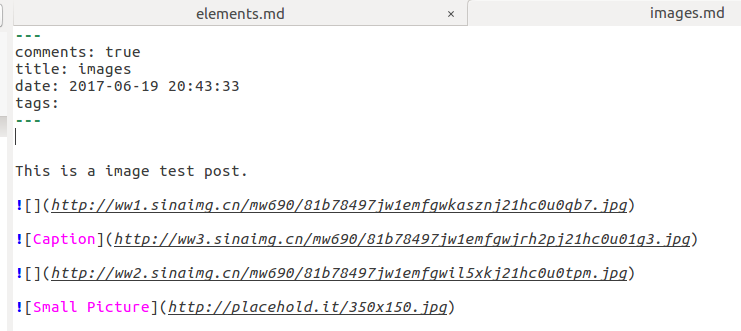 elements.md × images.md
---
comments: true
title: images
date: 2017-06-19 20:43:33
tags:
---
This is a image test post.
![](http://ww1.sinaimg.cn/mw690/81b78497jw1emfgwkasznj21hc0u0qb7.jpg)
![Caption](http://ww3.sinaimg.cn/mw690/81b78497jw1emfgwjrh2pj21hc0u01g3.jpg)
![](http://ww2.sinaimg.cn/mw690/81b78497jw1emfgwil5xkj21hc0u0tpm.jpg)
![Small Picture](http://placehold.it/350x150.jpg)